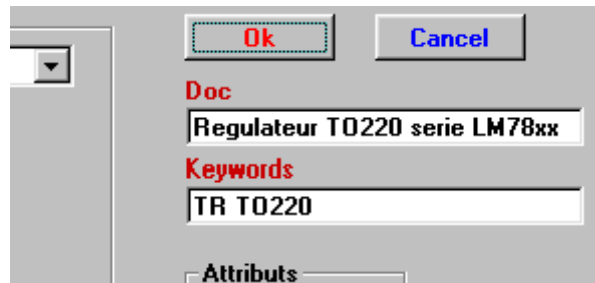 Ok Cancel
Doc
Regulateur TO220 serie LM78xx
Keywords
TR TO220
Attributs